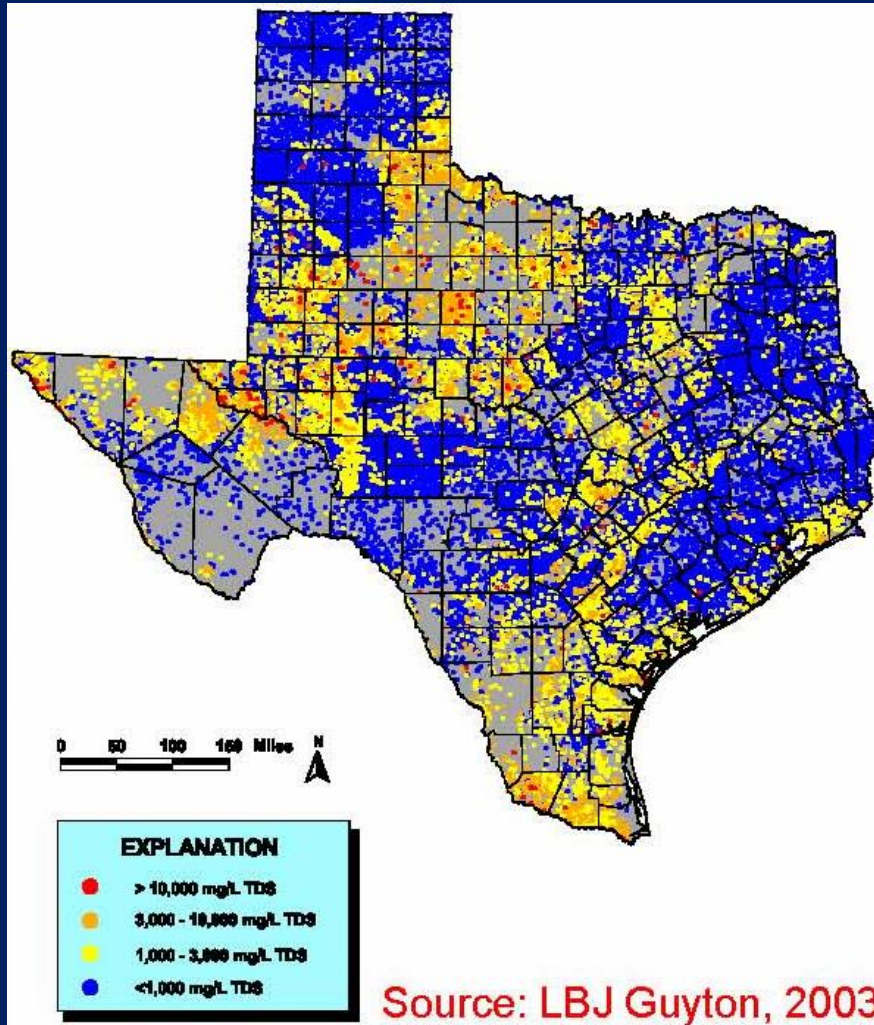 0 50 100 150 Miles N
EXPLANATION
> 10,000 mg/L TDS
3,000 - 10,000 mg/L TDS
1,000 - 3,000 mg/L TDS
<1,000 mg/L TDS
Source: LBJ Guyton, 2003